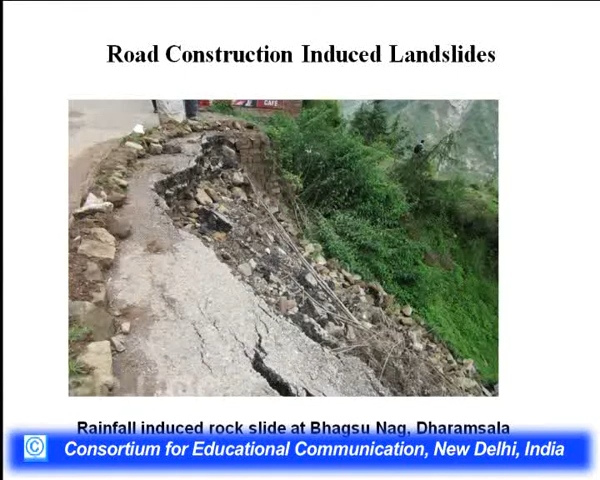 Road Construction Induced Landslides
CAFE
Rainfall induced rock slide at Bhagsu Nag, Dharamsala
© Consortium for Educational Communication, New Delhi, India